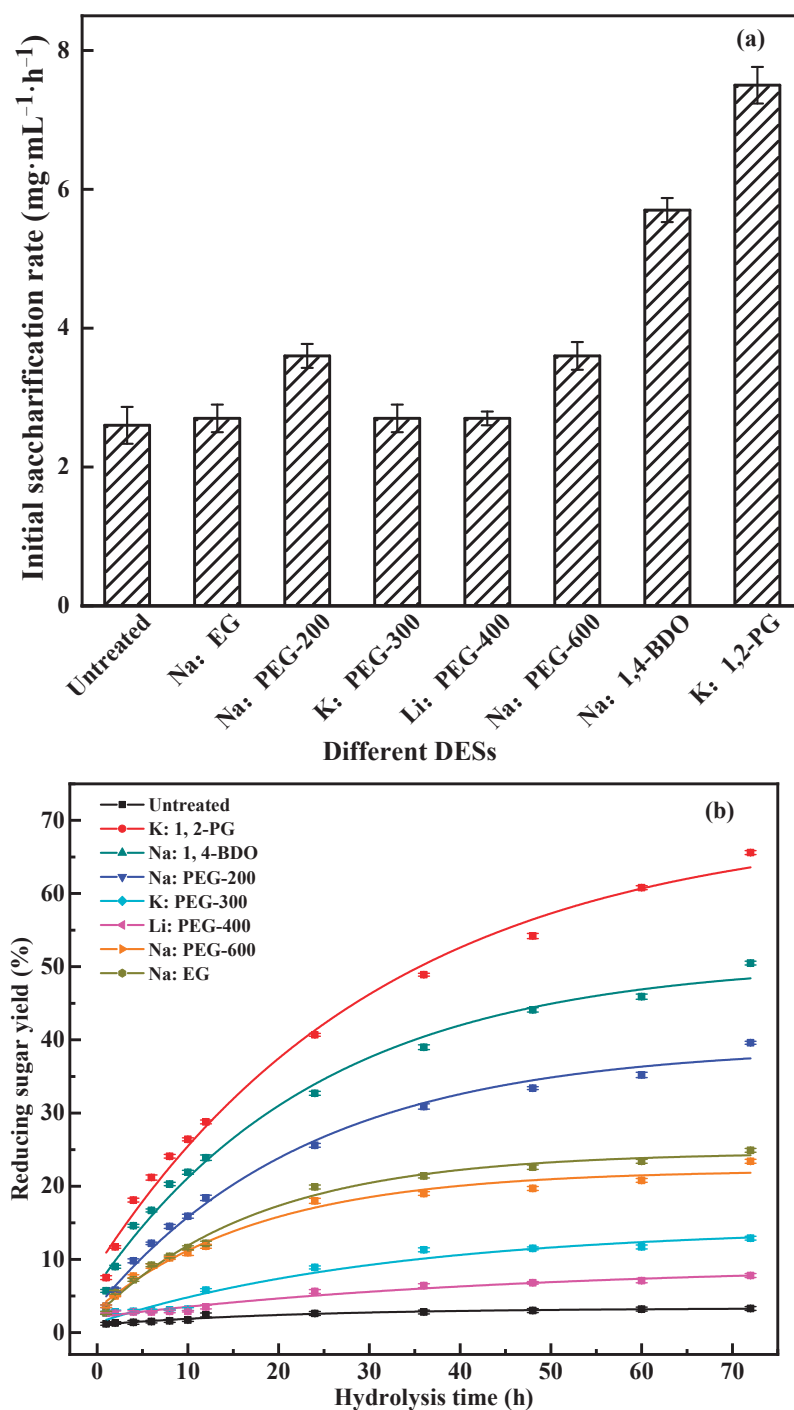 (a)
Initial saccharification rate (mg·mL⁻¹·h⁻¹)
8
6
4
2
0
Untreated
Na: EG
Na: PEG-200
K: PEG-300
Li: PEG-400
Na: PEG-600
Na: 1,4-BDO
K: 1,2-PG
Different DESs
(b)
Reducing sugar yield (%)
70
60
50
40
30
20
10
0
Untreated
K: 1, 2-PG
Na: 1, 4-BDO
Na: PEG-200
K: PEG-300
Li: PEG-400
Na: PEG-600
Na: EG
0 10 20 30 40 50 60 70
Hydrolysis time (h)